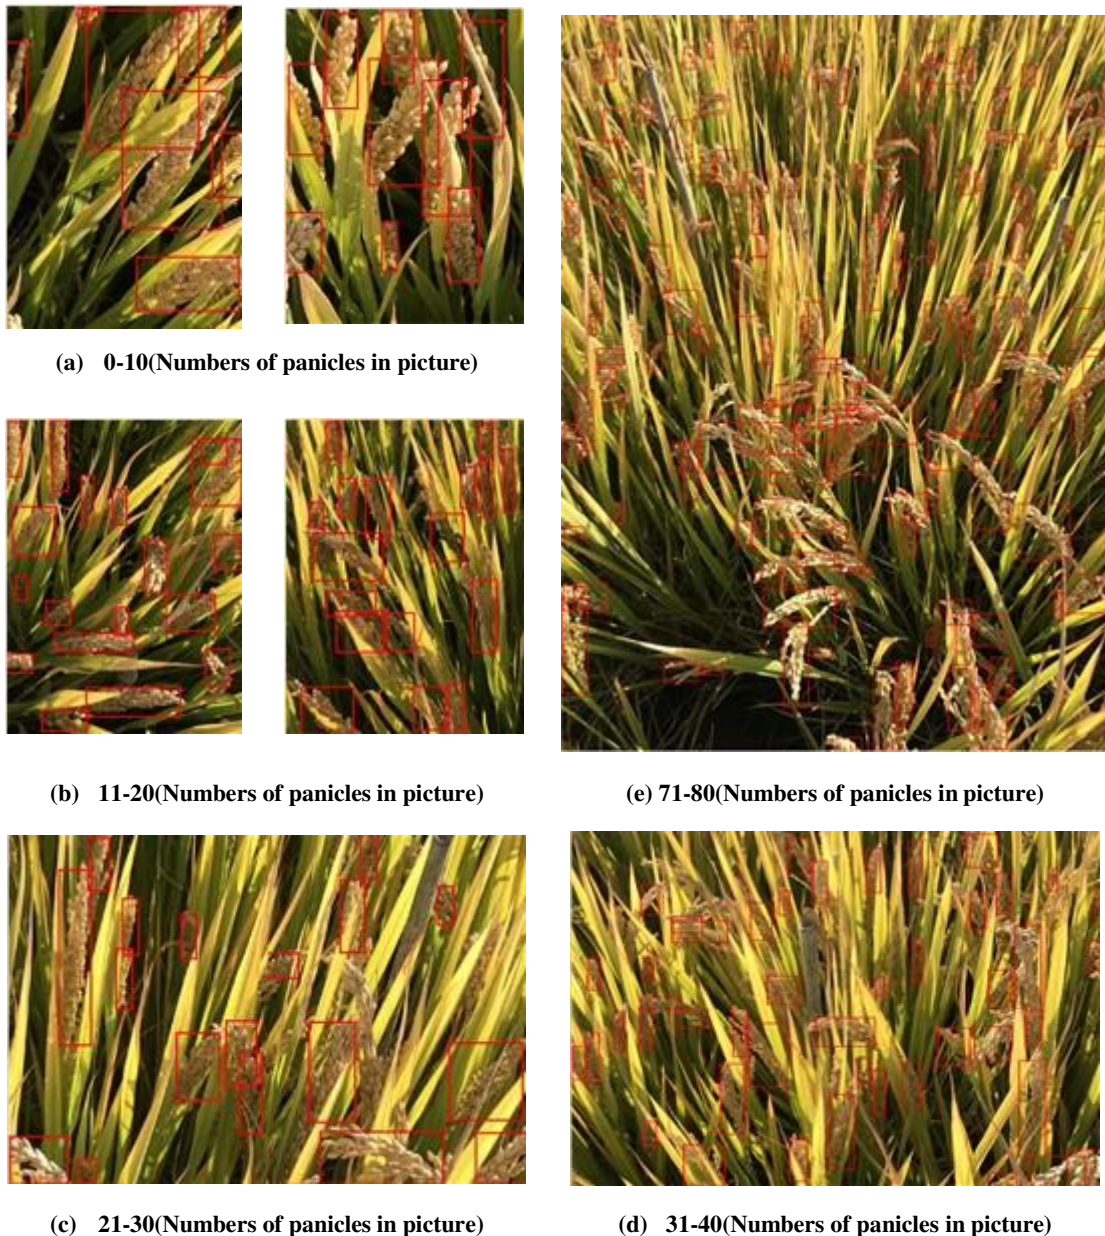 (a) 0-10(Numbers of panicles in picture)
(b) 11-20(Numbers of panicles in picture)
(e) 71-80(Numbers of panicles in picture)
(c) 21-30(Numbers of panicles in picture)
(d) 31-40(Numbers of panicles in picture)